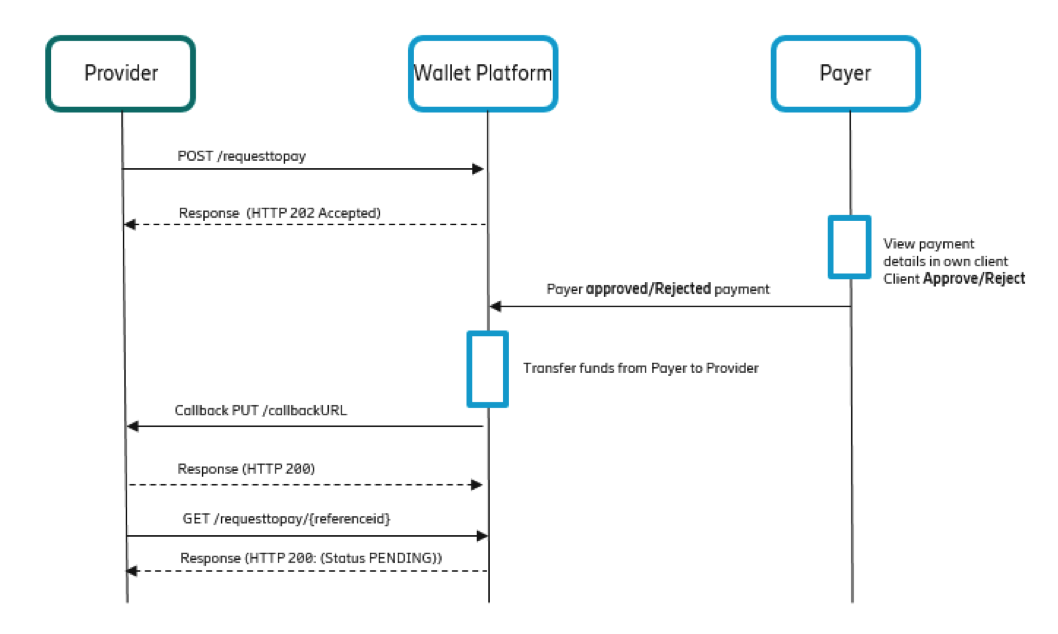 Provider
Wallet Platform
Payer
POST /requesttopay
Response (HTTP 202 Accepted)
View payment
details in own client
Client Approve/Reject
Payer approved/Rejected payment
Transfer funds from Payer to Provider
Callback PUT /callbackURL
Response (HTTP 200)
GET /requesttopay/{referenceid}
Response (HTTP 200: (Status PENDING))